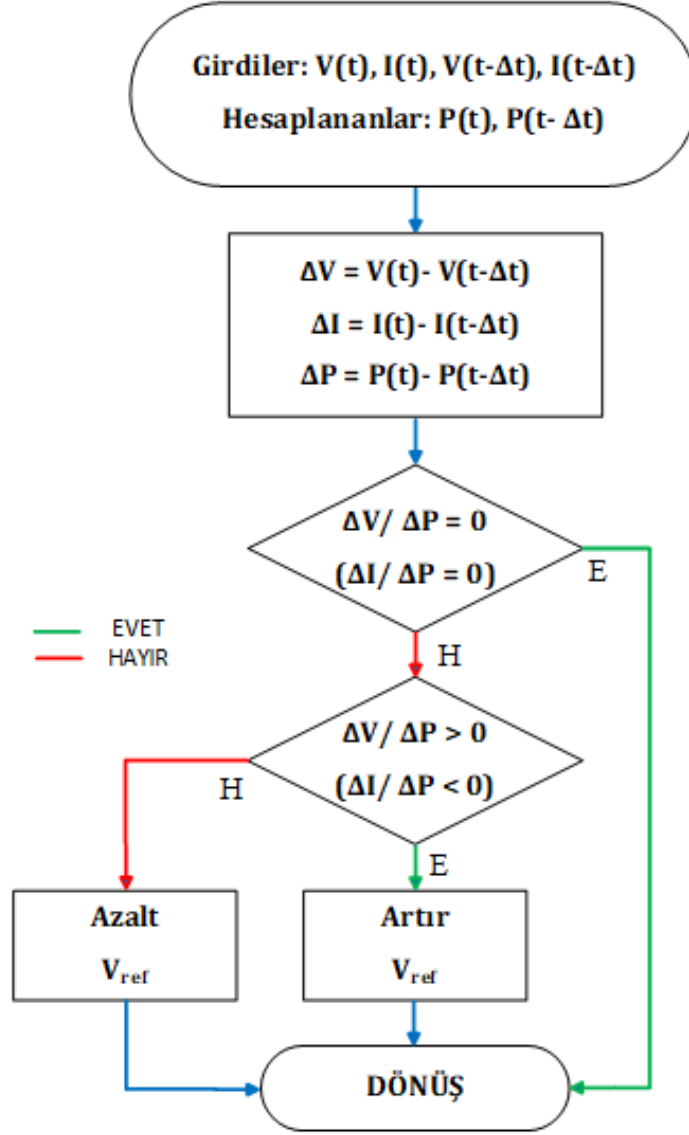 Girdiler: V(t), I(t), V(t-Δt), I(t-Δt)
Hesaplananlar: P(t), P(t- Δt)
ΔV = V(t)- V(t-Δt)
ΔI = I(t)- I(t-Δt)
ΔP = P(t)- P(t-Δt)
ΔV/ ΔP = 0
(ΔI/ ΔP = 0)
E
EVET
HAYIR
H
ΔV/ ΔP > 0
(ΔI/ ΔP < 0)
H
E
Azalt
Vref
Artır
Vref
DÖNÜŞ